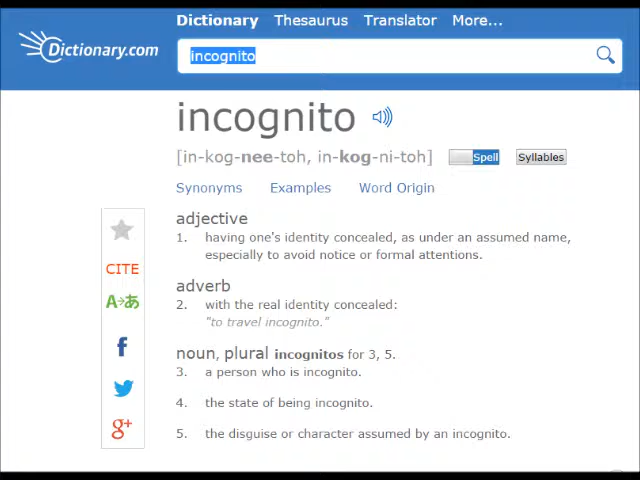 Dictionary Thesaurus Translator More...
Dictionary.com
incognito
incognito
[in-kog-nee-toh, in-kog-ni-toh] Spell Syllables
Synonyms Examples Word Origin
adjective
1. having one's identity concealed, as under an assumed name,
especially to avoid notice or formal attentions.
CITE
adverb
A→あ
2. with the real identity concealed:
"to travel incognito."
f
noun, plural incognitos for 3, 5.
3. a person who is incognito.
4. the state of being incognito.
g+
5. the disguise or character assumed by an incognito.